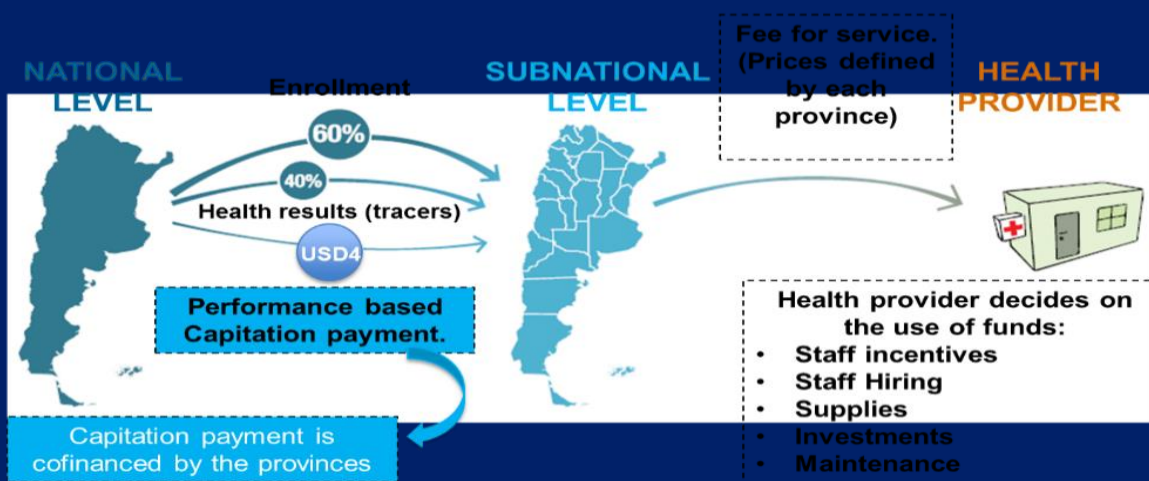 NATIONAL
LEVEL
Enrollment
60%
40%
Health results (tracers)
USD4
Performance based
Capitation payment.
Capitation payment is
cofinanced by the provinces
SUBNATIONAL
LEVEL
Fee for service.
(Prices defined
by each
province)
HEALTH
PROVIDER
Health provider decides on
the use of funds:
• Staff incentives
• Staff Hiring
• Supplies
• Investments
• Maintenance